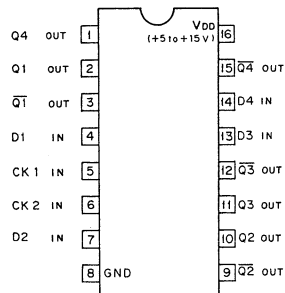 Q4 OUT 1
Q1 OUT 2
Q̅1̅ OUT 3
D1 IN 4
CK 1 IN 5
CK 2 IN 6
D2 IN 7
8 GND
VDD 16
(+5 to +15 V)
15 Q̅4̅ OUT
14 D4 IN
13 D3 IN
12 Q̅3̅ OUT
11 Q3 OUT
10 Q2 OUT
9 Q̅2̅ OUT